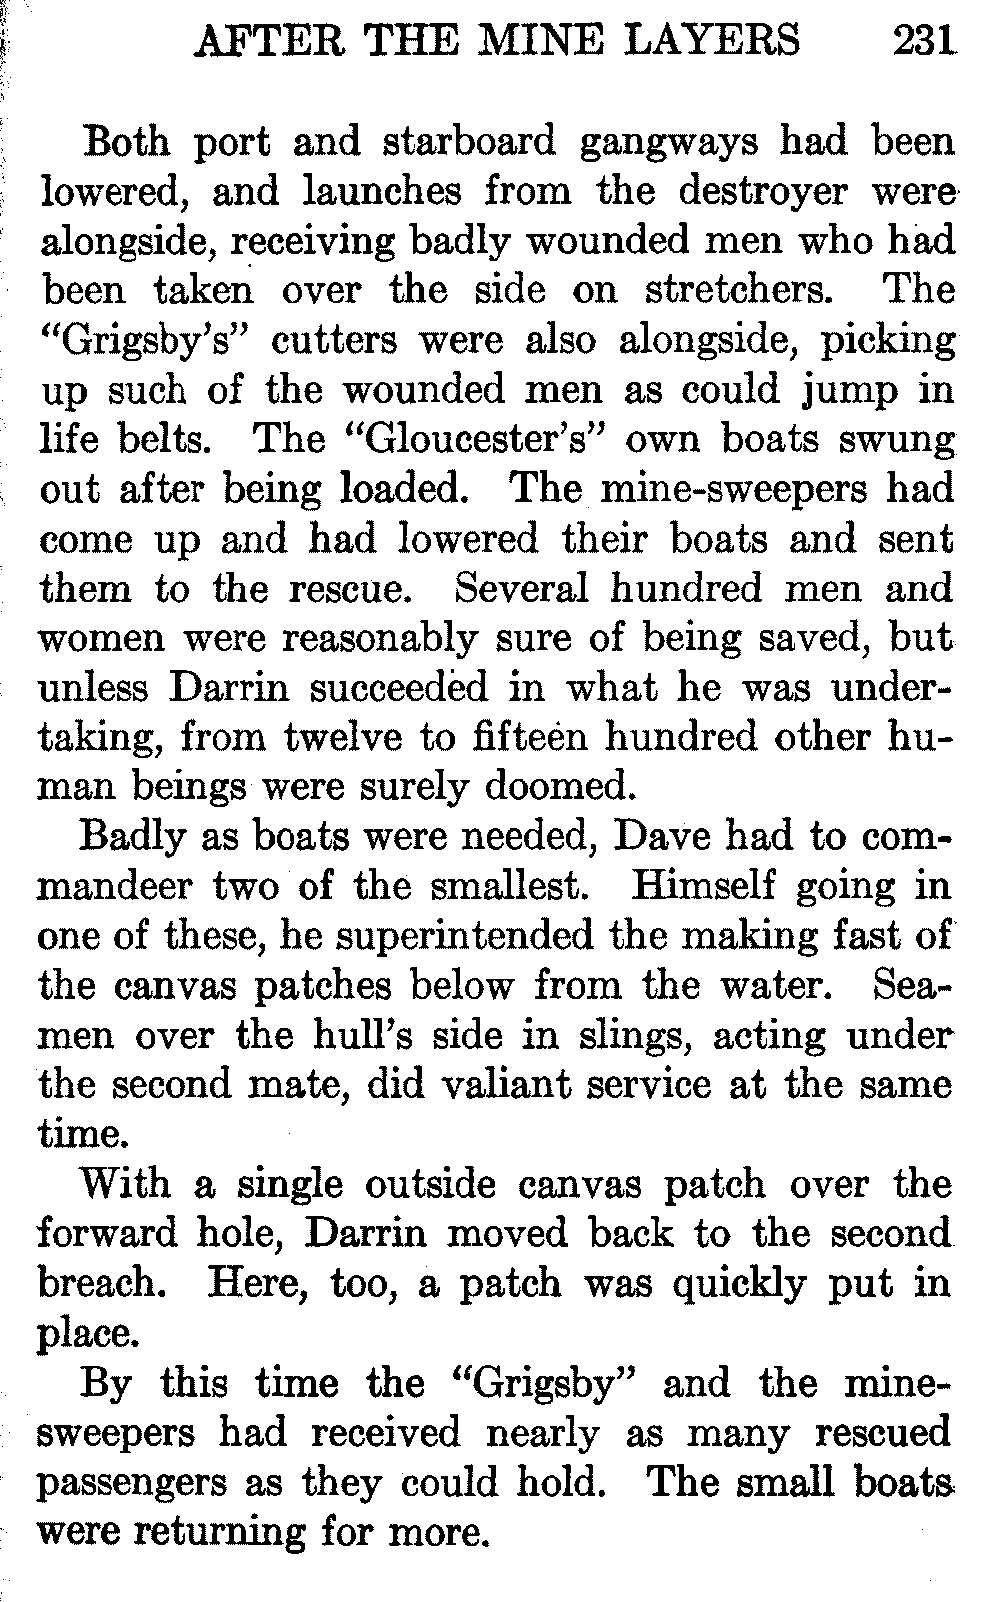 AFTER THE MINE LAYERS 231
Both port and starboard gangways had been
lowered, and launches from the destroyer were
alongside, receiving badly wounded men who had
been taken over the side on stretchers. The
“Grigsby’s” cutters were also alongside, picking
up such of the wounded men as could jump in
life belts. The “Gloucester’s” own boats swung
out after being loaded. The mine-sweepers had
come up and had lowered their boats and sent
them to the rescue. Several hundred men and
women were reasonably sure of being saved, but
unless Darrin succeeded in what he was under-
taking, from twelve to fifteen hundred other hu-
man beings were surely doomed.
Badly as boats were needed, Dave had to com-
mandeer two of the smallest. Himself going in
one of these, he superintended the making fast of
the canvas patches below from the water. Sea-
men over the hull’s side in slings, acting under
the second mate, did valiant service at the same
time.
With a single outside canvas patch over the
forward hole, Darrin moved back to the second
breach. Here, too, a patch was quickly put in
place.
By this time the “Grigsby” and the mine-
sweepers had received nearly as many rescued
passengers as they could hold. The small boats
were returning for more.